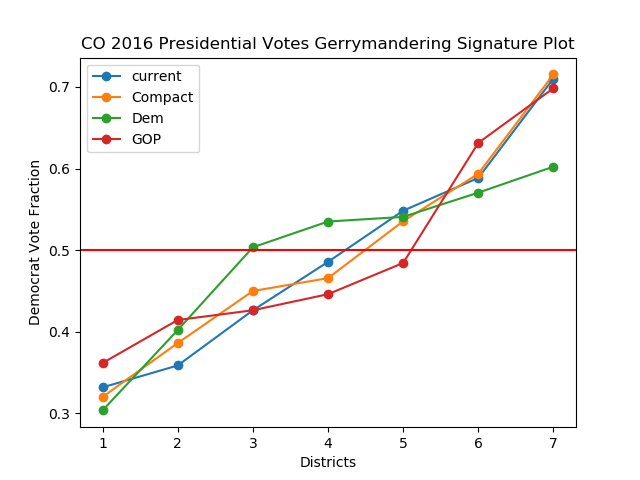 CO 2016 Presidential Votes Gerrymandering Signature Plot
current
Compact
Dem
GOP
0.7
0.6
0.5
0.4
0.3
Democrat Vote Fraction
1 2 3 4 5 6 7
Districts